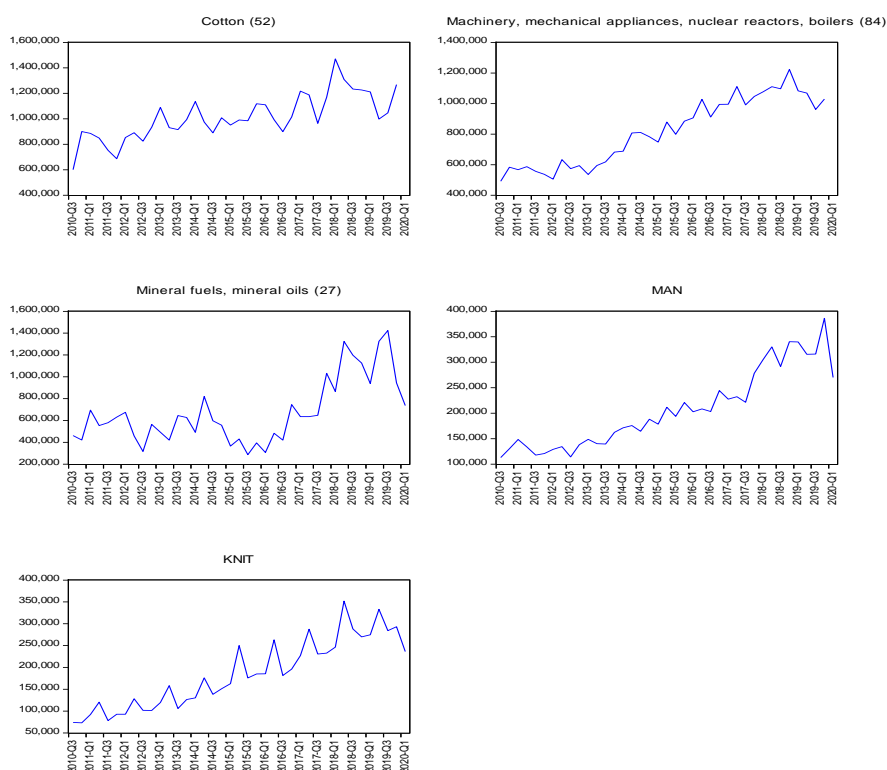 Cotton (52)
1,600,000
1,400,000
1,200,000
1,000,000
800,000
600,000
400,000
2010-Q3
2011-Q1
2011-Q3
2012-Q1
2012-Q3
2013-Q1
2013-Q3
2014-Q1
2014-Q3
2015-Q1
2015-Q3
2016-Q1
2016-Q3
2017-Q1
2017-Q3
2018-Q1
2018-Q3
2019-Q1
2019-Q3
2020-Q1
Machinery, mechanical appliances, nuclear reactors, boilers (84)
1,400,000
1,200,000
1,000,000
800,000
600,000
400,000
2010-Q3
2011-Q1
2011-Q3
2012-Q1
2012-Q3
2013-Q1
2013-Q3
2014-Q1
2014-Q3
2015-Q1
2015-Q3
2016-Q1
2016-Q3
2017-Q1
2017-Q3
2018-Q1
2018-Q3
2019-Q1
2019-Q3
2020-Q1
Mineral fuels, mineral oils (27)
1,600,000
1,400,000
1,200,000
1,000,000
800,000
600,000
400,000
200,000
2010-Q3
2011-Q1
2011-Q3
2012-Q1
2012-Q3
2013-Q1
2013-Q3
2014-Q1
2014-Q3
2015-Q1
2015-Q3
2016-Q1
2016-Q3
2017-Q1
2017-Q3
2018-Q1
2018-Q3
2019-Q1
2019-Q3
2020-Q1
MAN
400,000
350,000
300,000
250,000
200,000
150,000
100,000
2010-Q3
2011-Q1
2011-Q3
2012-Q1
2012-Q3
2013-Q1
2013-Q3
2014-Q1
2014-Q3
2015-Q1
2015-Q3
2016-Q1
2016-Q3
2017-Q1
2017-Q3
2018-Q1
2018-Q3
2019-Q1
2019-Q3
2020-Q1
KNIT
400,000
350,000
300,000
250,000
200,000
150,000
100,000
50,000
2010-Q3
2011-Q1
2011-Q3
2012-Q1
2012-Q3
2013-Q1
2013-Q3
2014-Q1
2014-Q3
2015-Q1
2015-Q3
2016-Q1
2016-Q3
2017-Q1
2017-Q3
2018-Q1
2018-Q3
2019-Q1
2019-Q3
2020-Q1